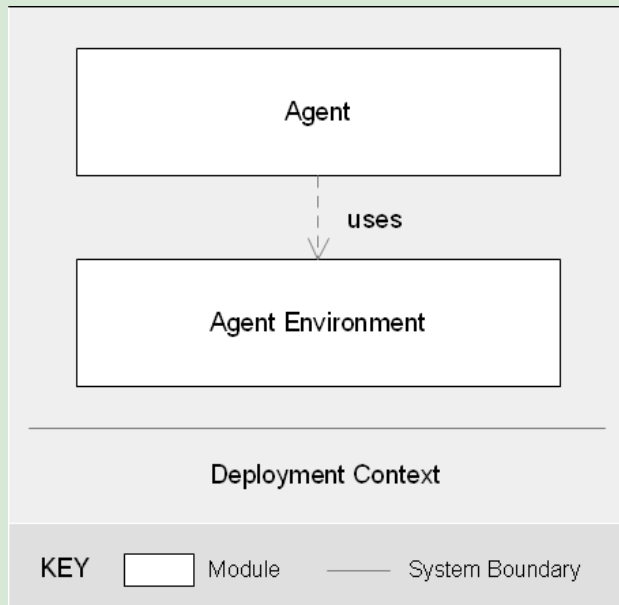 Agent
uses
Agent Environment
Deployment Context
KEY Module System Boundary